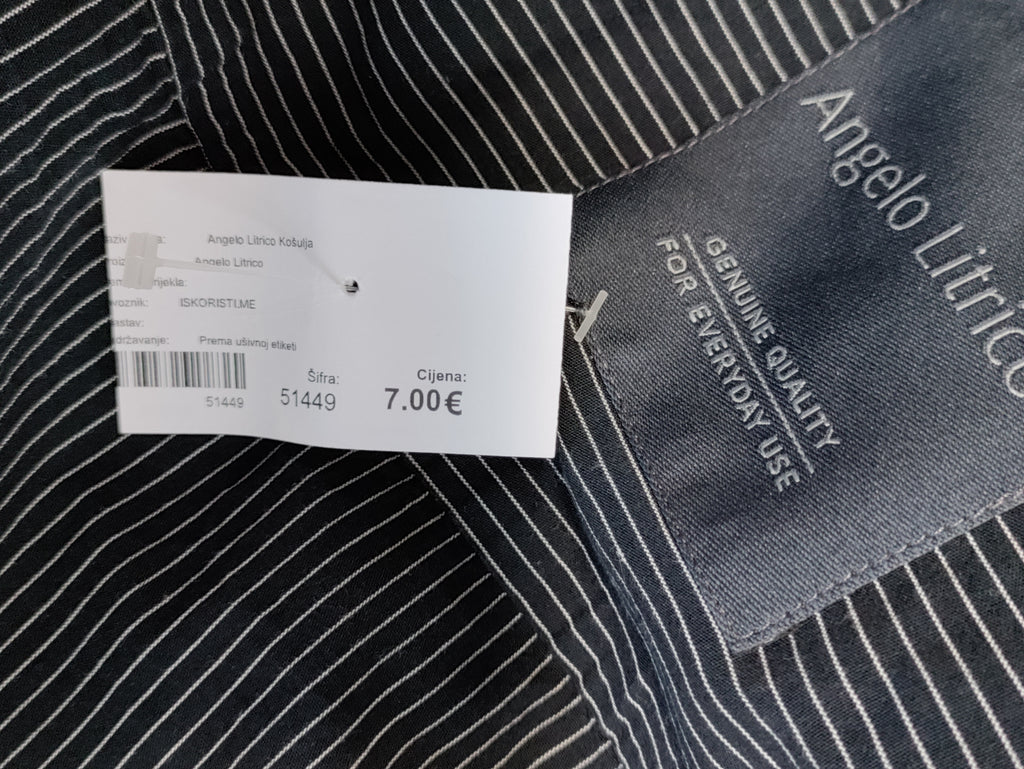 Angelo Litrico Košulja
Angelo Litrico
ISKORISTI.ME
Prema ušivnoj etiketi
Šifra:
Cijena:
51449
51449
7.00€
Angelo Litrico
GENUINE QUALITY
FOR EVERYDAY USE